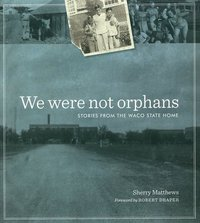 We were not orphans
STORIES FROM THE WACO STATE HOME
Sherry Matthews
Foreword by ROBERT DRAPER